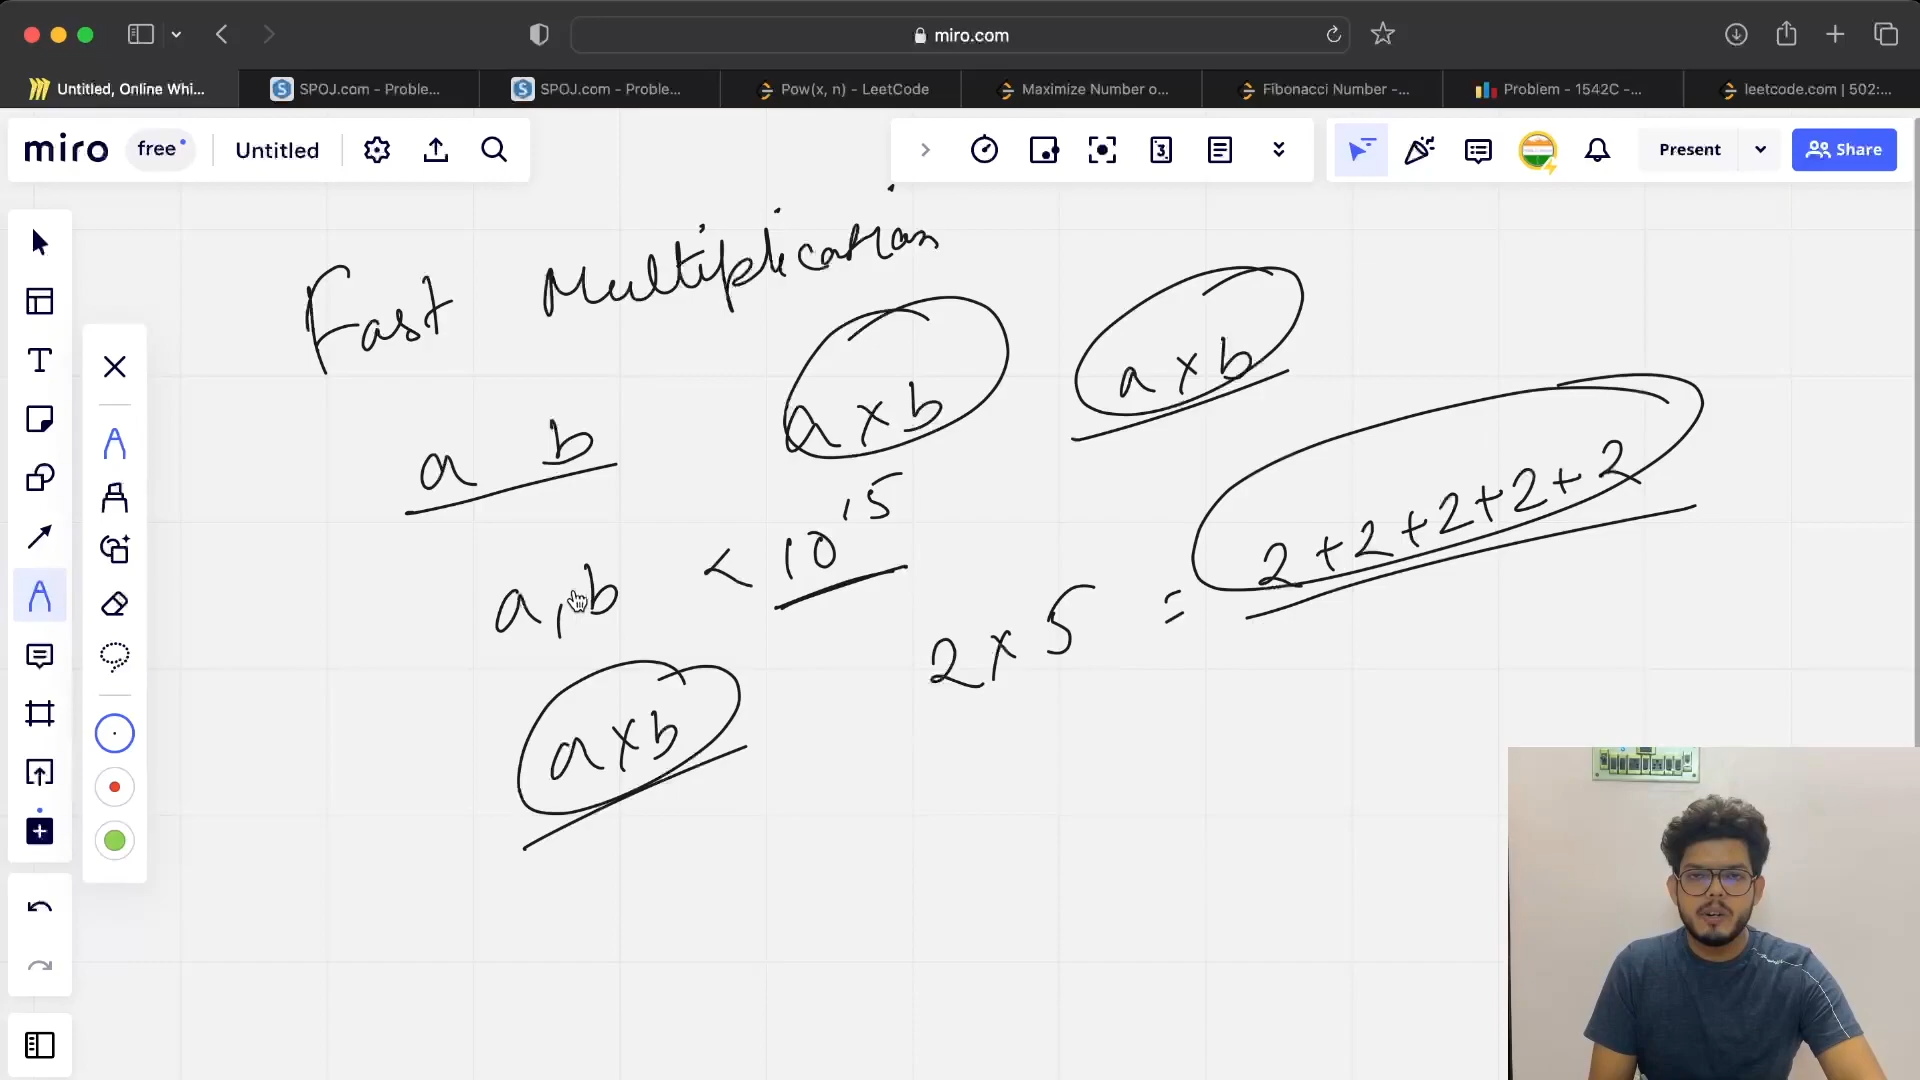 miro.com
Untitled, Online Whi...
SPOJ.com - Proble...
SPOJ.com - Proble...
Pow(x, n) - LeetCode
Maximize Number o...
Fibonacci Number -...
Problem - 1542C -...
leetcode.com | 502:...
miro free Untitled
3
Present
Share
Fast Multiplication
a b
a x b
a x b
a, b < 10^15
2 x 5 = 2 + 2 + 2 + 2 + 2
a x b